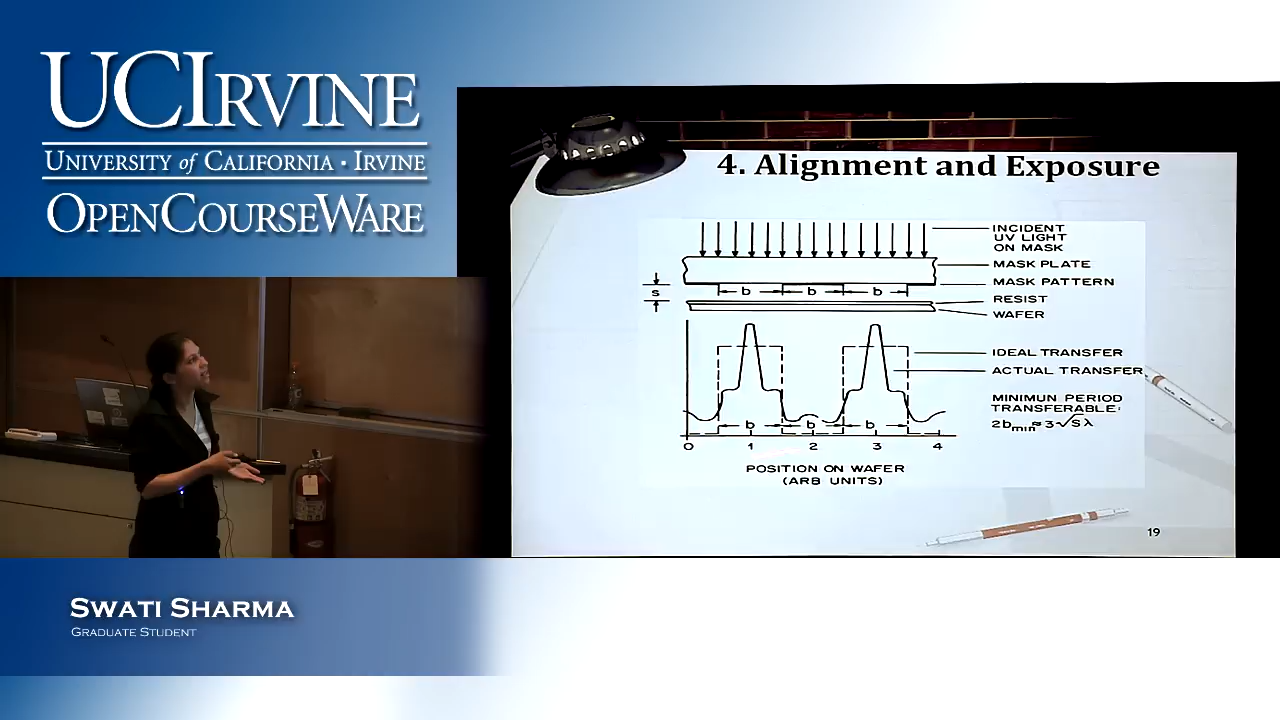 UCIRVINE
UNIVERSITY of CALIFORNIA · IRVINE
OPENCOURSEWARE
4. Alignment and Exposure
INCIDENT
UV LIGHT
ON MASK
MASK PLATE
MASK PATTERN
s
b b b
RESIST
WAFER
IDEAL TRANSFER
ACTUAL TRANSFER
MINIMUN PERIOD
TRANSFERABLE:
2bmin≈3√sλ
b b b
0 1 2 3 4
POSITION ON WAFER
(ARB UNITS)
19
SWATI SHARMA
GRADUATE STUDENT